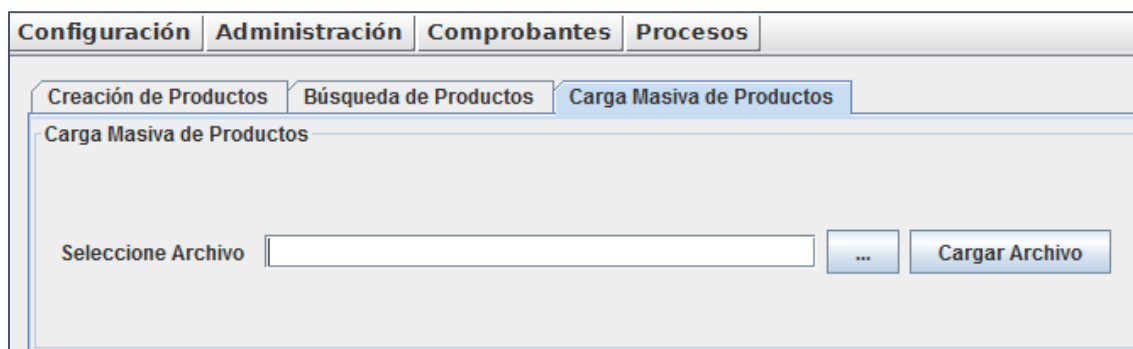 Configuración Administración Comprobantes Procesos
Creación de Productos Búsqueda de Productos Carga Masiva de Productos
Carga Masiva de Productos
Seleccione Archivo ... Cargar Archivo